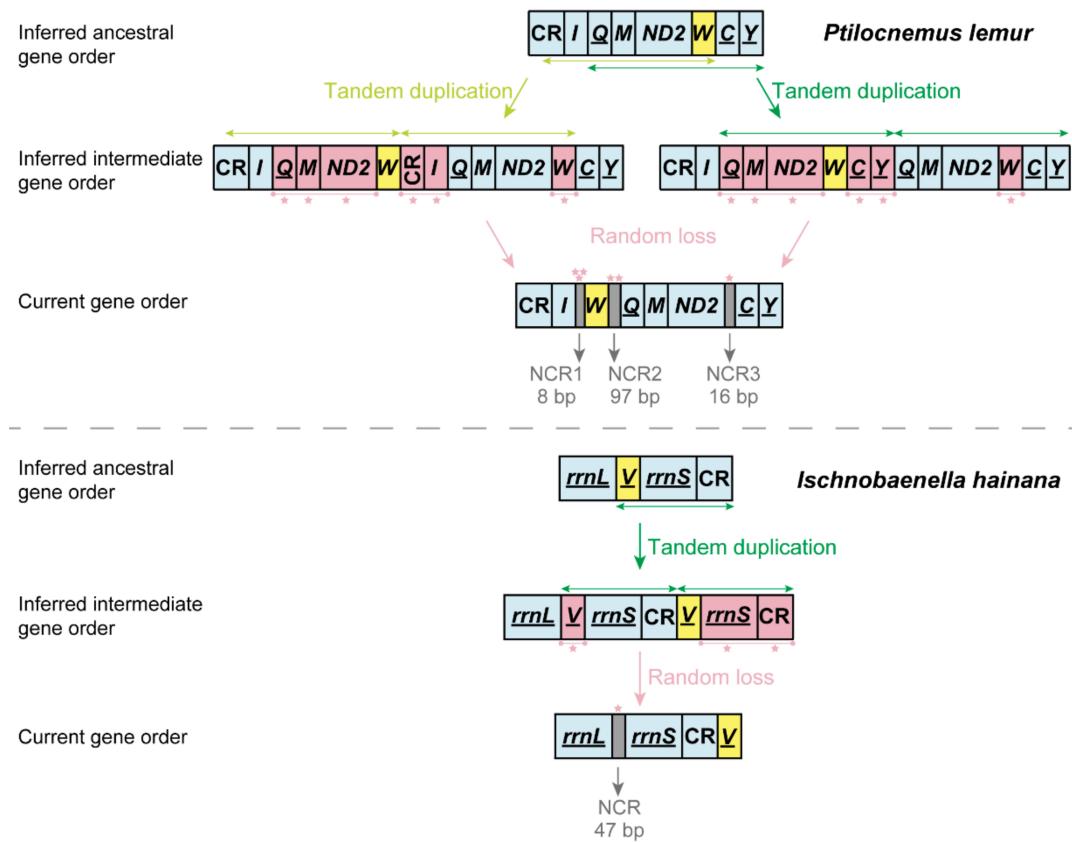 Inferred ancestral
gene order
CR I Q M ND2 W C Y
Ptilocnemus lemur
Tandem duplication
Tandem duplication
Inferred intermediate
gene order
CR I Q M ND2 W CR I Q M ND2 W C Y
CR I Q M ND2 W C Y Q M ND2 W C Y
Random loss
Current gene order
CR I W Q M ND2 C Y
NCR1
8 bp
NCR2
97 bp
NCR3
16 bp
Inferred ancestral
gene order
rrnL V rrnS CR
Ischnobaenella hainana
Tandem duplication
Inferred intermediate
gene order
rrnL V rrnS CR V rrnS CR
Random loss
Current gene order
rrnL rrnS CR V
NCR
47 bp